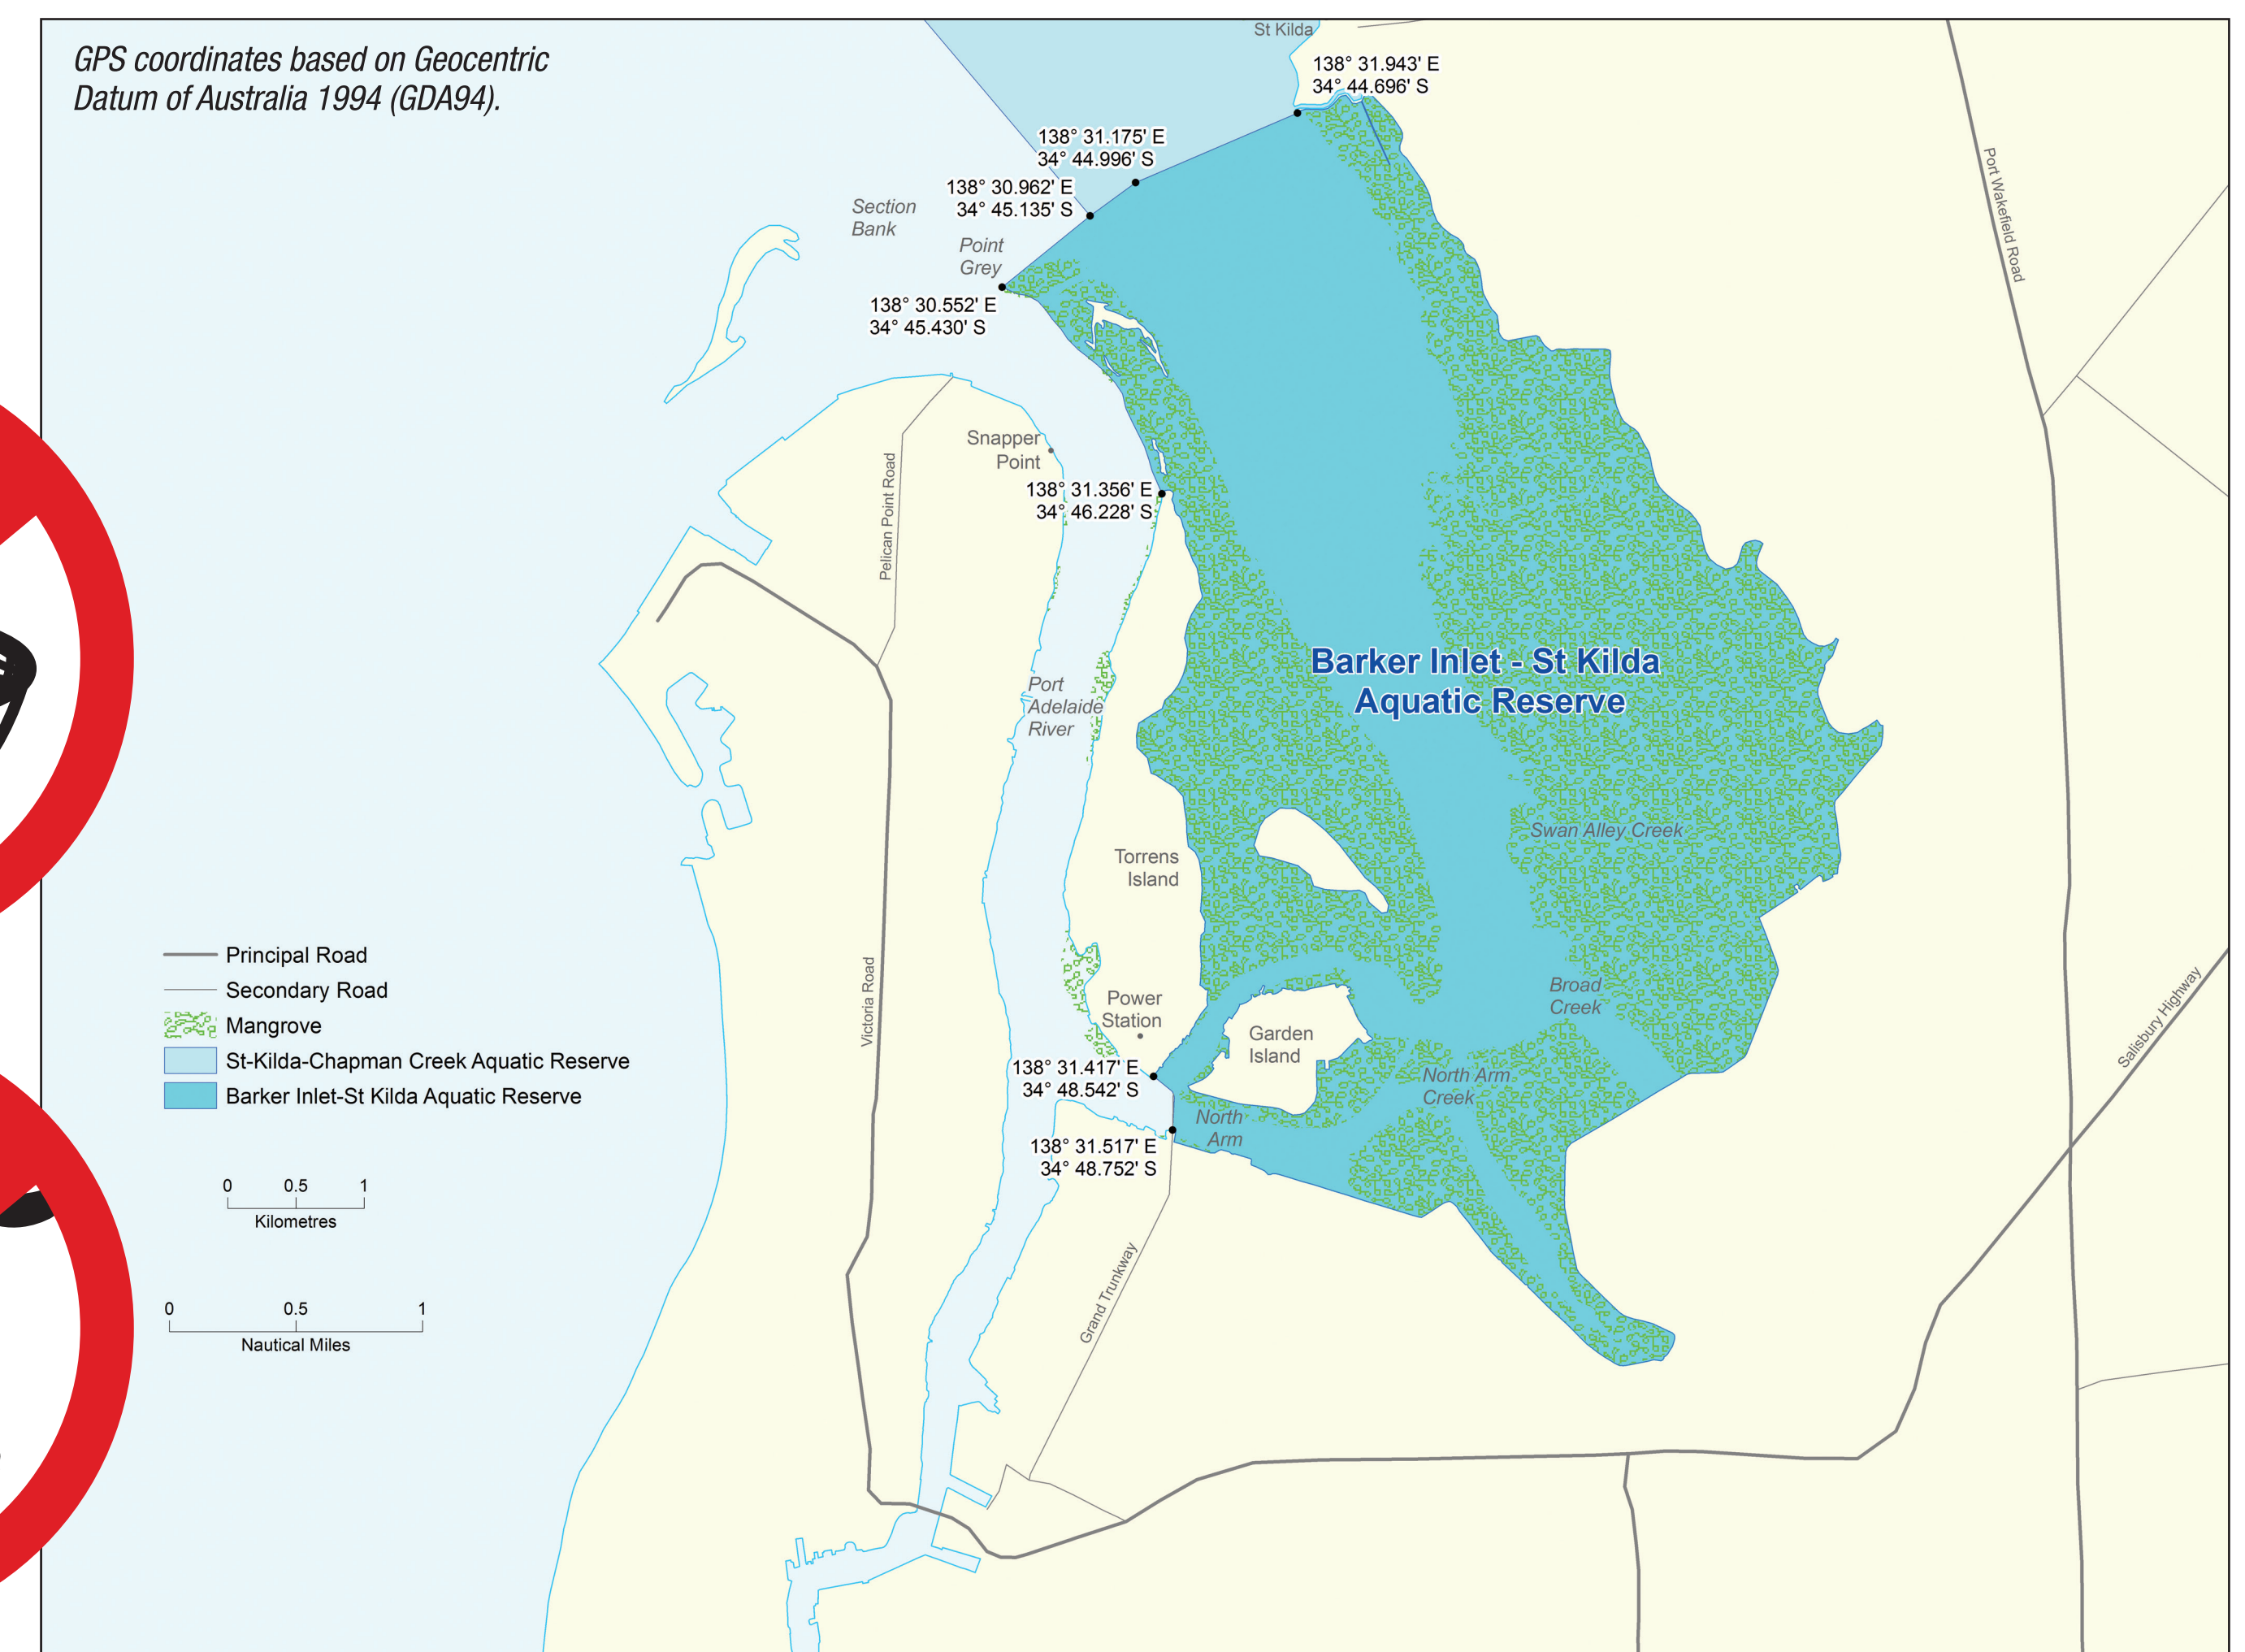 GPS coordinates based on Geocentric
Datum of Australia 1994 (GDA94).
St Kilda
138° 31.943' E
34° 44.696' S
138° 31.175' E
34° 44.996' S
138° 30.962' E
34° 45.135' S
Section
Bank
Point
Grey
138° 30.552' E
34° 45.430' S
Port Wakefield Road
Snapper
Point
Pelican Point Road
138° 31.356' E
34° 46.228' S
Barker Inlet - St Kilda
Aquatic Reserve
Port
Adelaide
River
Swan Alley Creek
Torrens
Island
Principal Road
Secondary Road
Mangrove
St-Kilda-Chapman Creek Aquatic Reserve
Barker Inlet-St Kilda Aquatic Reserve
Victoria Road
Power
Station
Garden
Island
Broad
Creek
Salisbury Highway
138° 31.417' E
34° 48.542' S
North Arm
Creek
North
Arm
138° 31.517' E
34° 48.752' S
0 0.5 1
Kilometres
Grand Trunkway
0 0.5 1
Nautical Miles